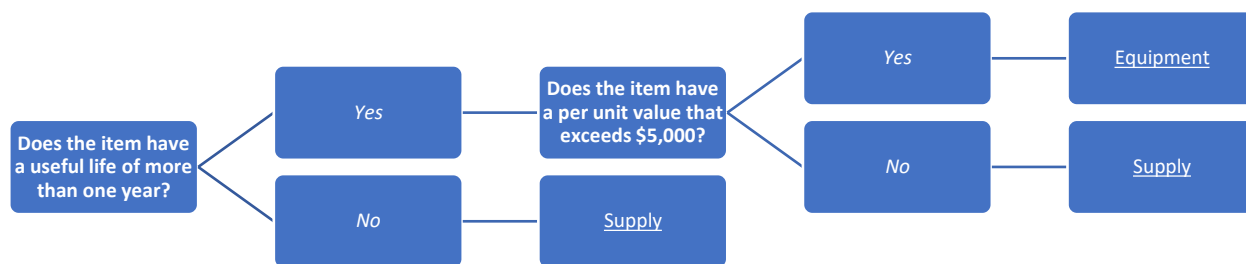 Does the item have
a useful life of more
than one year?
Yes
Does the item have
a per unit value that
exceeds $5,000?
Yes
Equipment
No
Supply
No
Supply